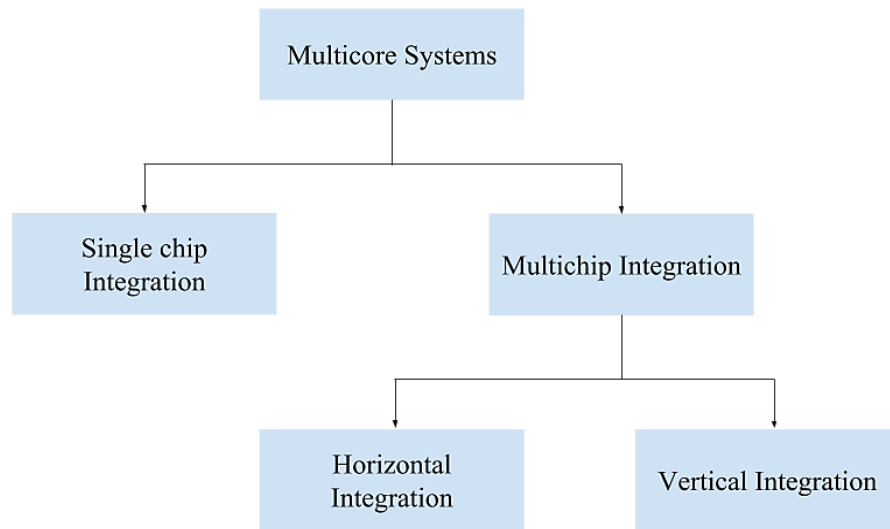 Multicore Systems
Single chip
Integration
Multichip Integration
Horizontal
Integration
Vertical Integration